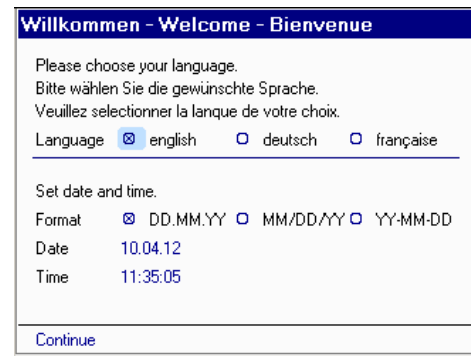 Willkommen - Welcome - Bienvenue
Please choose your language.
Bitte wählen Sie die gewünschte Sprache.
Veuillez selectionner la lanque de votre choix.
Language english deutsch française
Set date and time.
Format DD.MM.YY MM/DD/YY YY-MM-DD
Date 10.04.12
Time 11:35:05
Continue